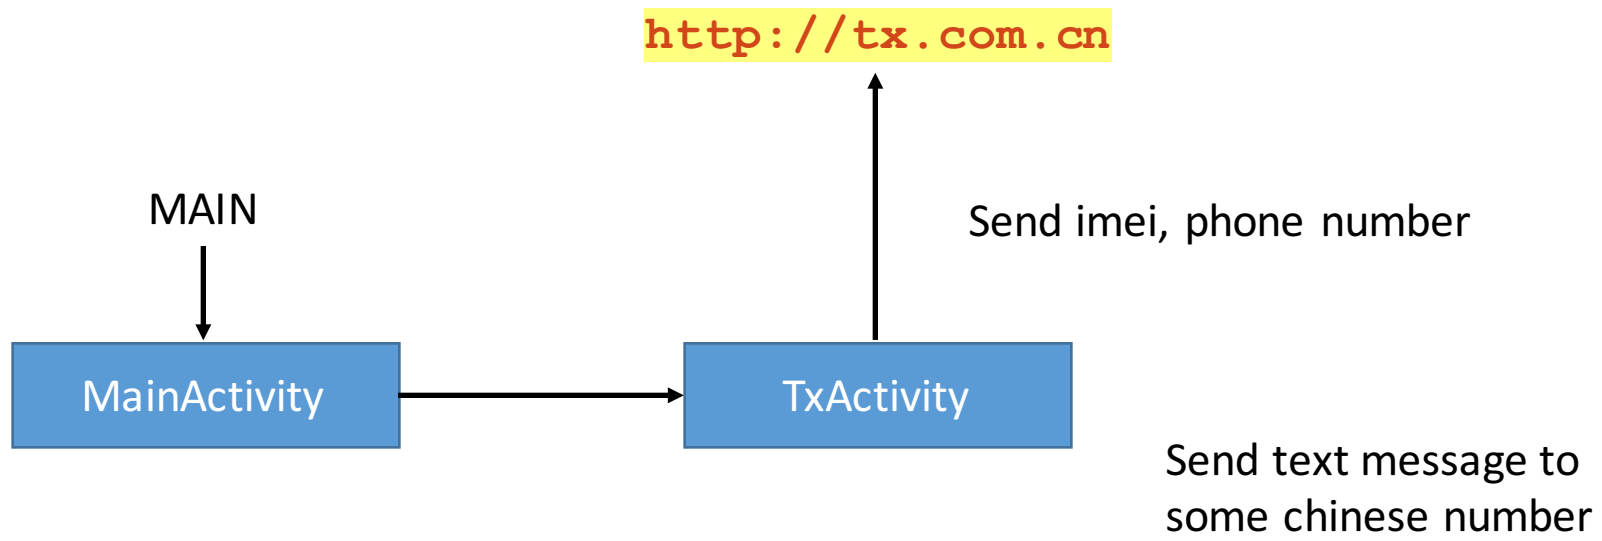 http://tx.com.cn
MAIN
Send imei, phone number
MainActivity
TxActivity
Send text message to
some chinese number